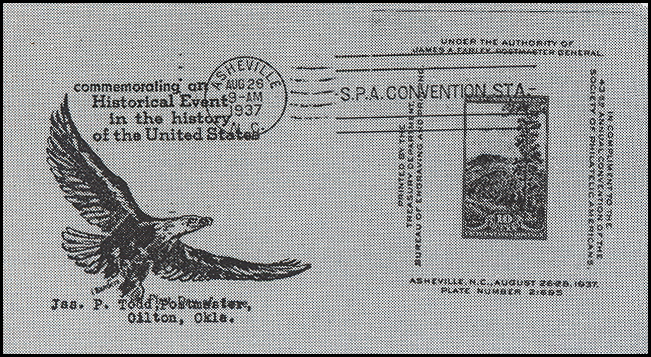 commemorating an
Historical Event
in the history
of the United States
ASHEVILLE
AUG 26
9-AM
1937
N.C.
S.P.A. CONVENTION STA-
UNDER THE AUTHORITY OF
JAMES A. FARLEY, POSTMASTER GENERAL
PRINTED BY THE
TREASURY DEPARTMENT,
BUREAU OF ENGRAVING AND PRINTING.
10
CENTS
IN COMPLIMENT TO THE
43RD ANNUAL CONVENTION OF THE
SOCIETY OF PHILATELIC AMERICANS.
ASHEVILLE, N.C., AUGUST 26-28, 1937.
PLATE NUMBER 21695
Jas. P. Todd, Postmaster,
Oilton, Okla.